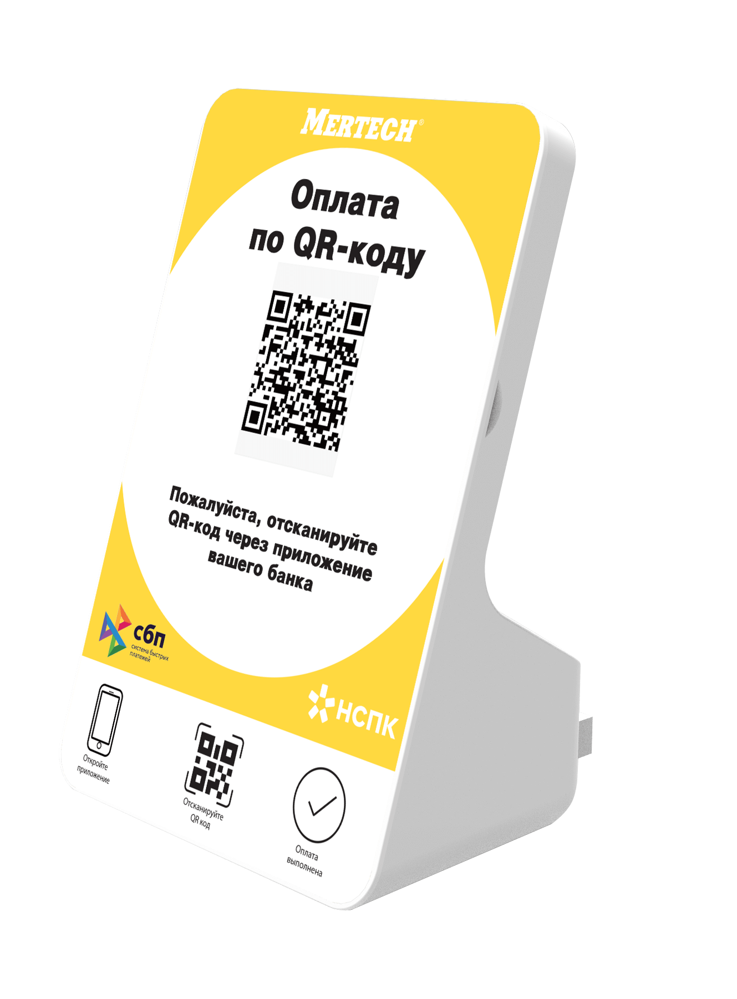 MERTECH®
Оплата
по QR-коду
Пожалуйста, отсканируйте
QR-код через приложение
вашего банка
сбп
система быстрых
платежей
НСПК
Откройте
приложение
Отсканируйте
QR код
Оплата
выполнена